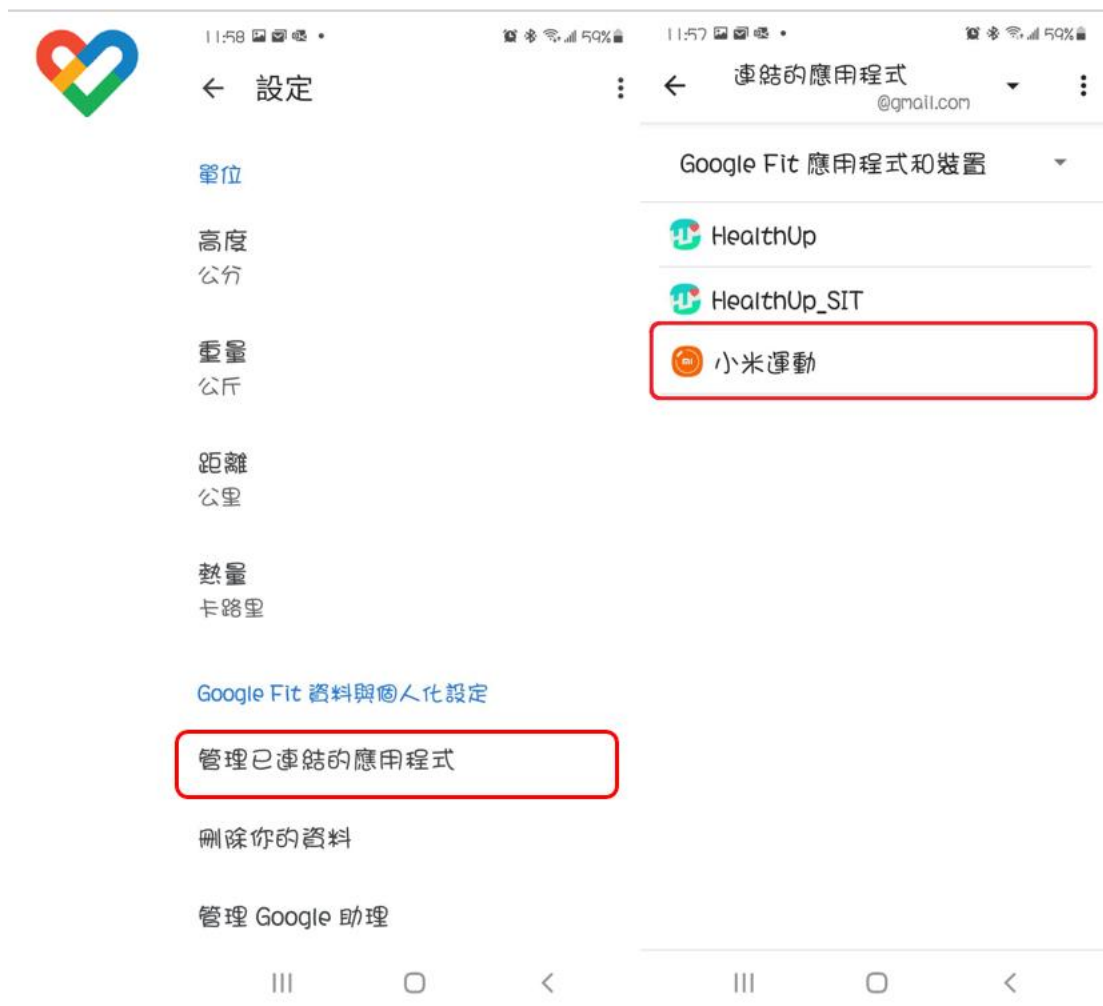 11:58
59%
設定
單位
高度
公分
重量
公斤
距離
公里
熱量
卡路里
Google Fit 資料與個人化設定
管理已連結的應用程式
刪除你的資料
管理 Google 助理
11:57
59%
連結的應用程式
@gmail.com
Google Fit 應用程式和裝置
HealthUp
HealthUp_SIT
小米運動